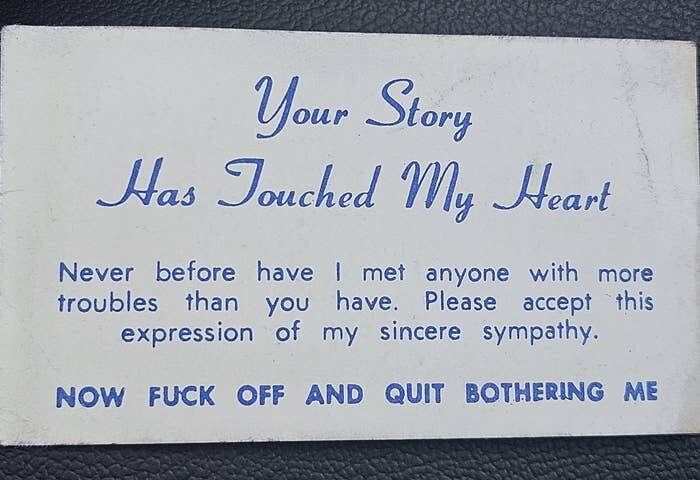 Your Story
Has Touched My Heart
Never before have I met anyone with more
troubles than you have. Please accept this
expression of my sincere sympathy.
NOW FUCK OFF AND QUIT BOTHERING ME